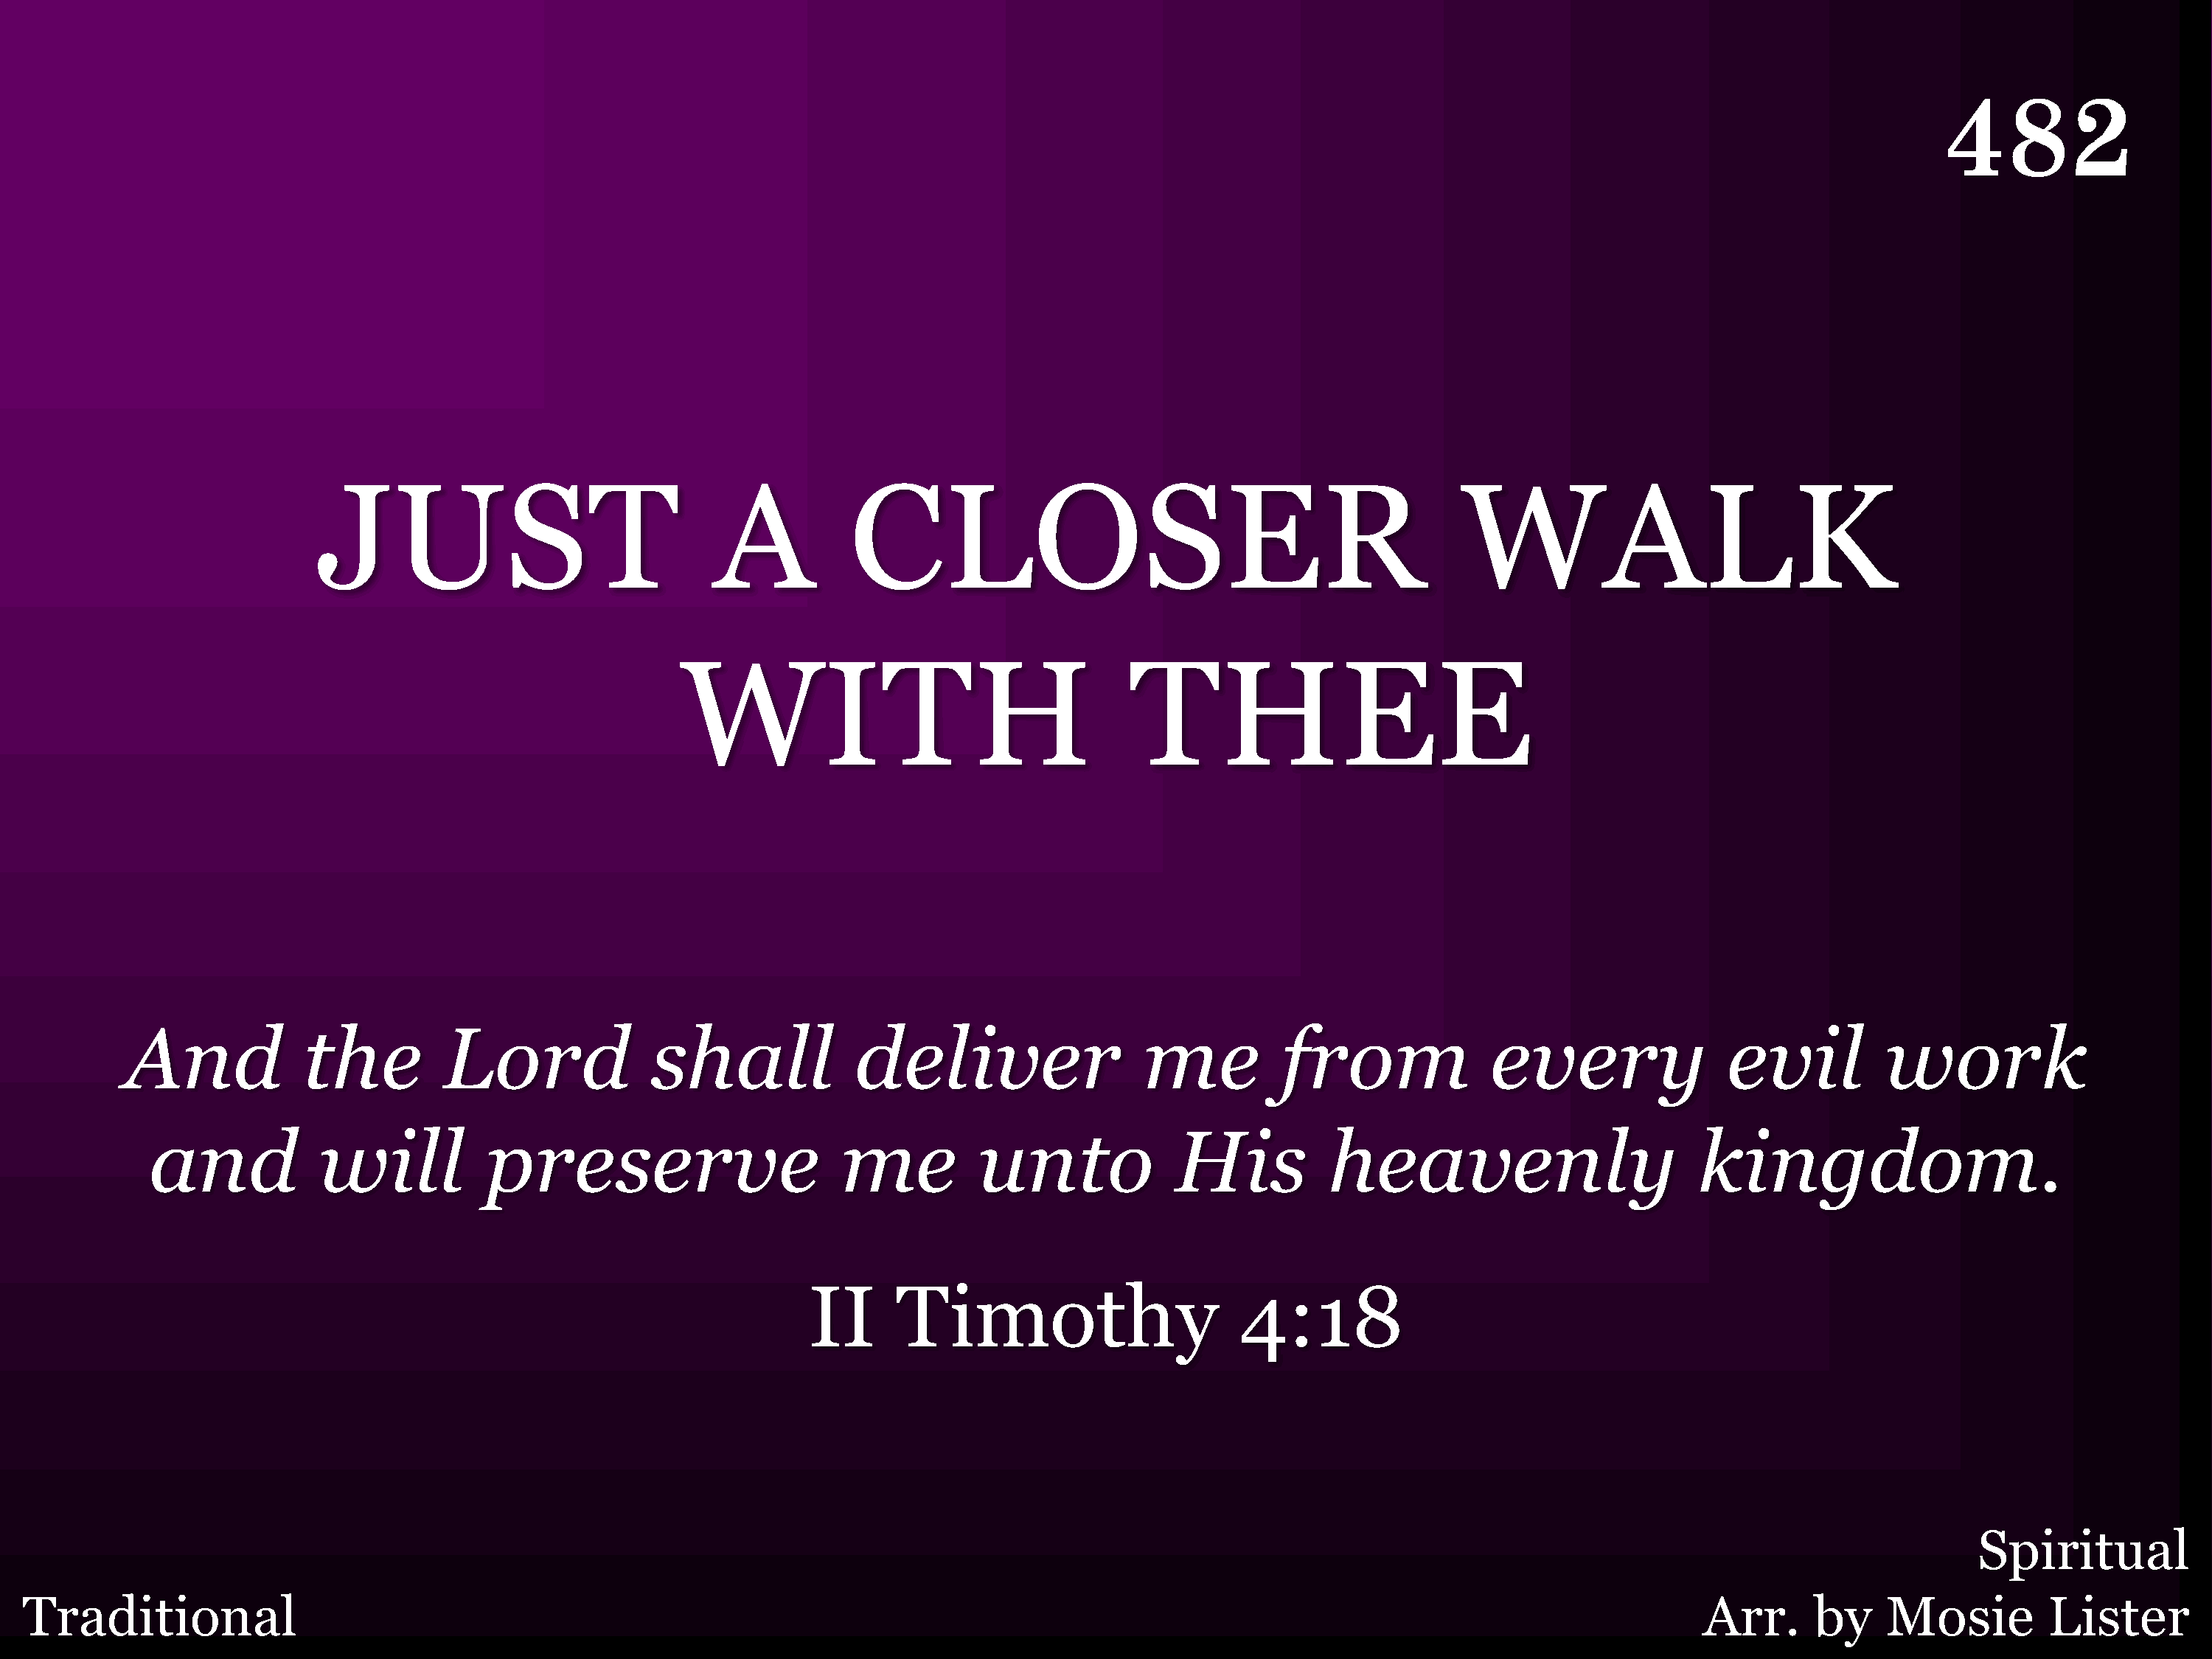 482
JUST A CLOSER WALK
WITH THEE
And the Lord shall deliver me from every evil work
and will preserve me unto His heavenly kingdom.
II Timothy 4:18
Spiritual
Traditional
Arr. by Mosie Lister